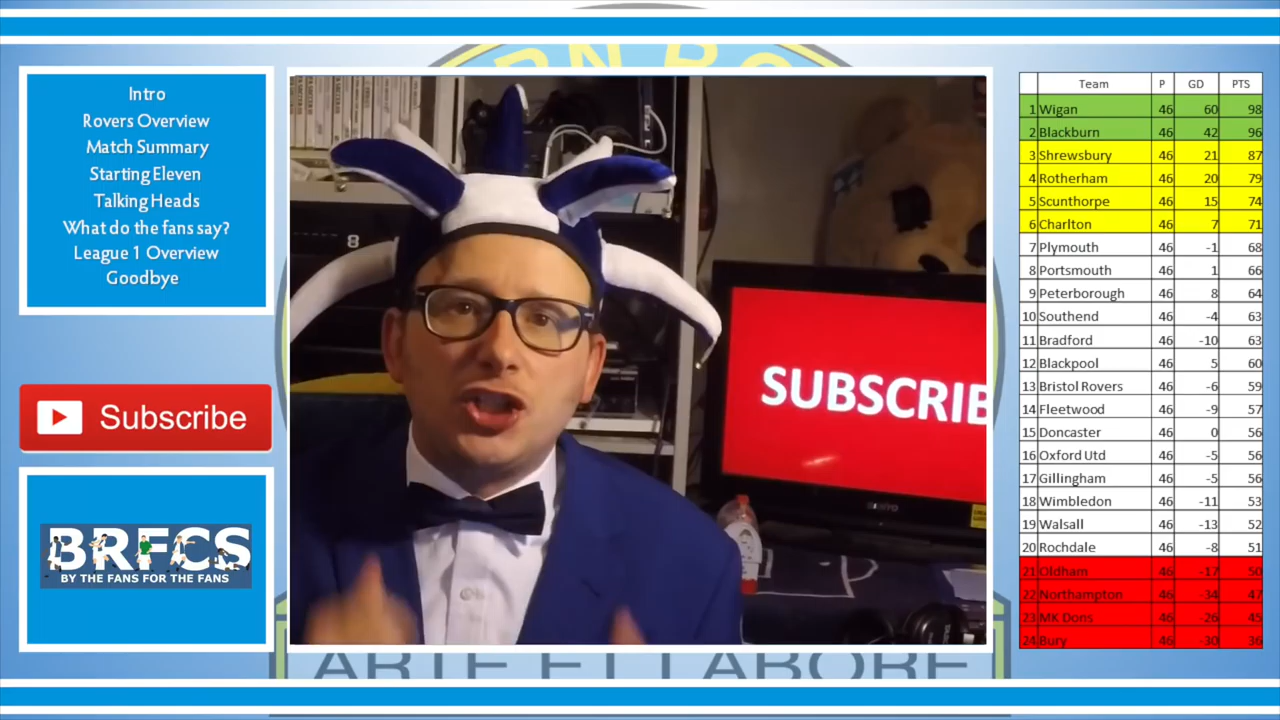 RN RO
Intro
Rovers Overview
Match Summary
Starting Eleven
Talking Heads
What do the fans say?
League 1 Overview
Goodbye
Subscribe
BRFCS
BY THE FANS FOR THE FANS
8
SUBSCRIB
Team P GD PTS
1 Wigan 46 60 98
2 Blackburn 46 42 96
3 Shrewsbury 46 21 87
4 Rotherham 46 20 79
5 Scunthorpe 46 15 74
6 Charlton 46 7 71
7 Plymouth 46 -1 68
8 Portsmouth 46 1 66
9 Peterborough 46 8 64
10 Southend 46 -4 63
11 Bradford 46 -10 63
12 Blackpool 46 5 60
13 Bristol Rovers 46 -6 59
14 Fleetwood 46 -9 57
15 Doncaster 46 0 56
16 Oxford Utd 46 -5 56
17 Gillingham 46 -5 56
18 Wimbledon 46 -11 53
19 Walsall 46 -13 52
20 Rochdale 46 -8 51
21 Oldham 46 -17 50
22 Northampton 46 -34 47
23 MK Dons 46 -26 45
24 Bury 46 -30 36
ARTE ET LABORE